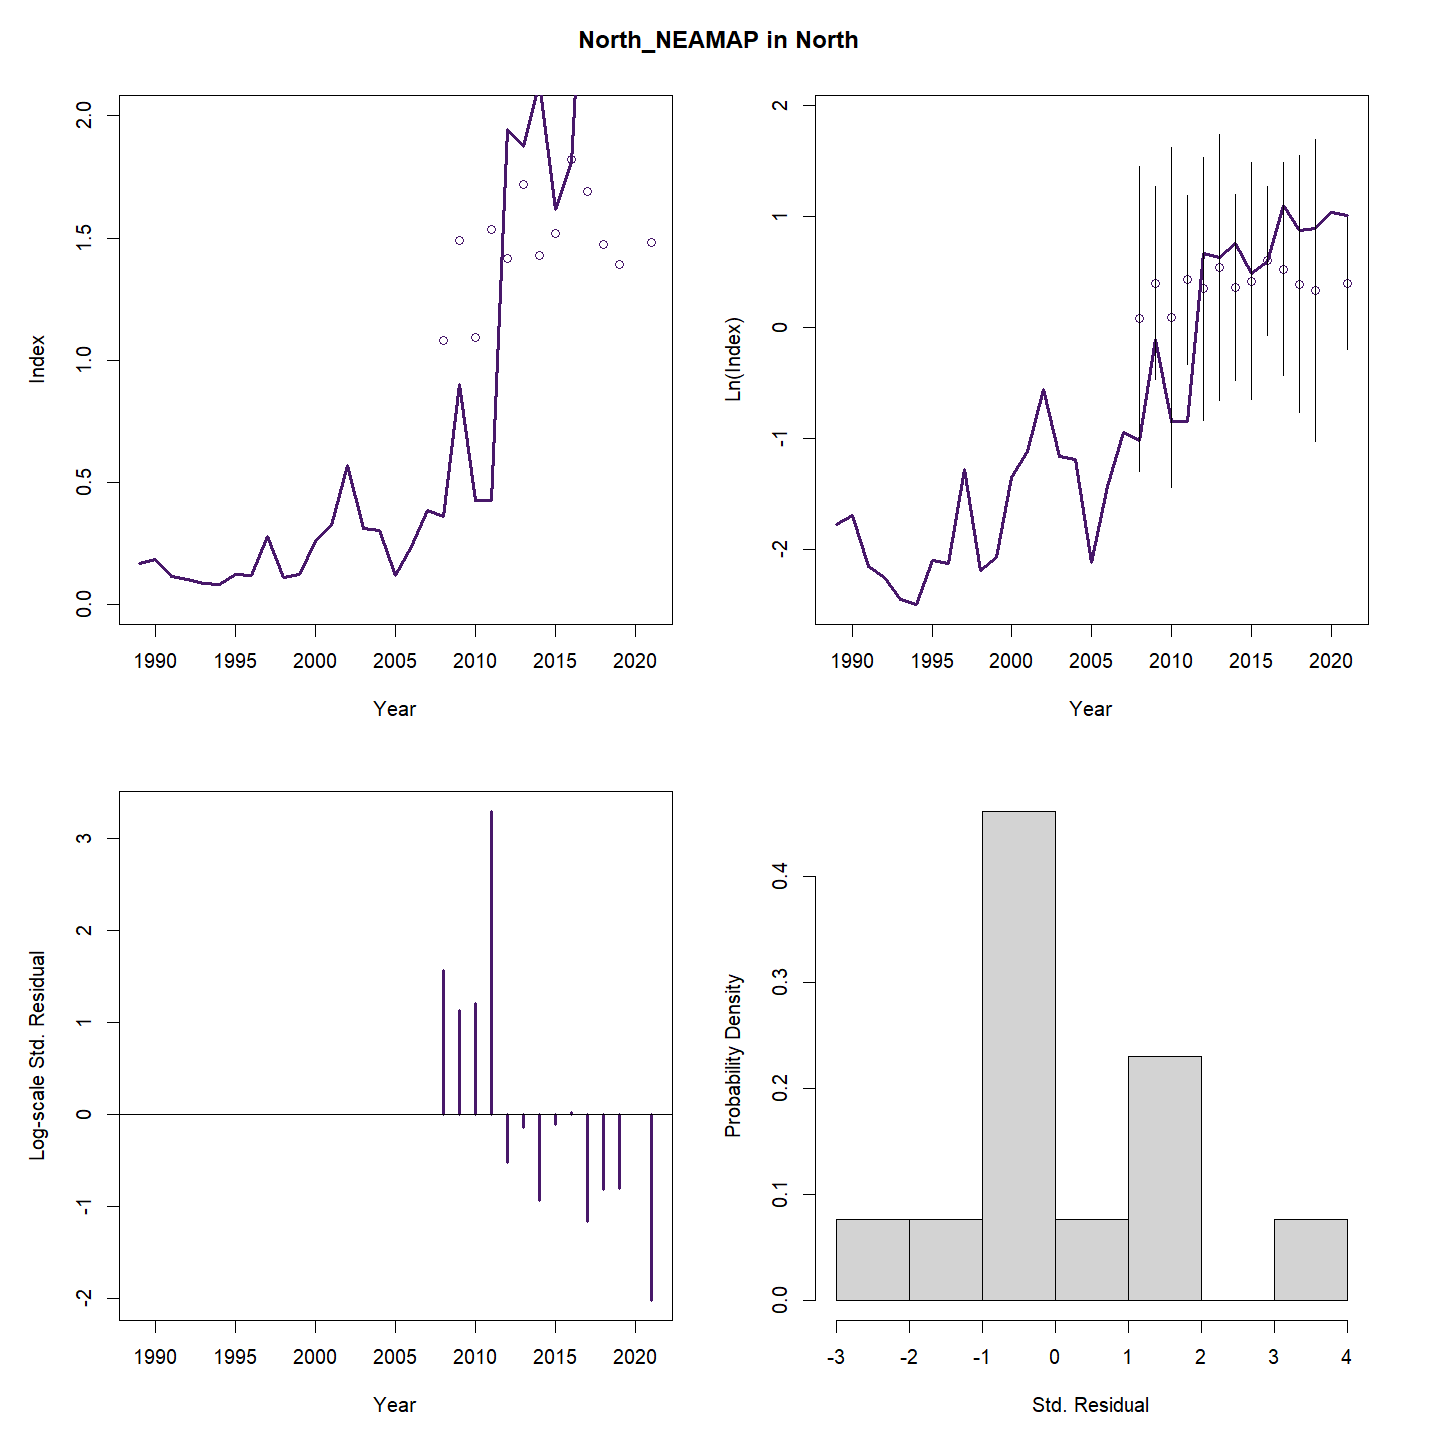 North_NEAMAP in North
Index
0.0 0.5 1.0 1.5 2.0
1990 1995 2000 2005 2010 2015 2020
Year
Ln(Index)
-2 -1 0 1 2
1990 1995 2000 2005 2010 2015 2020
Year
Log-scale Std. Residual
-2 -1 0 1 2 3
1990 1995 2000 2005 2010 2015 2020
Year
Probability Density
0.0 0.1 0.2 0.3 0.4
-3 -2 -1 0 1 2 3 4
Std. Residual